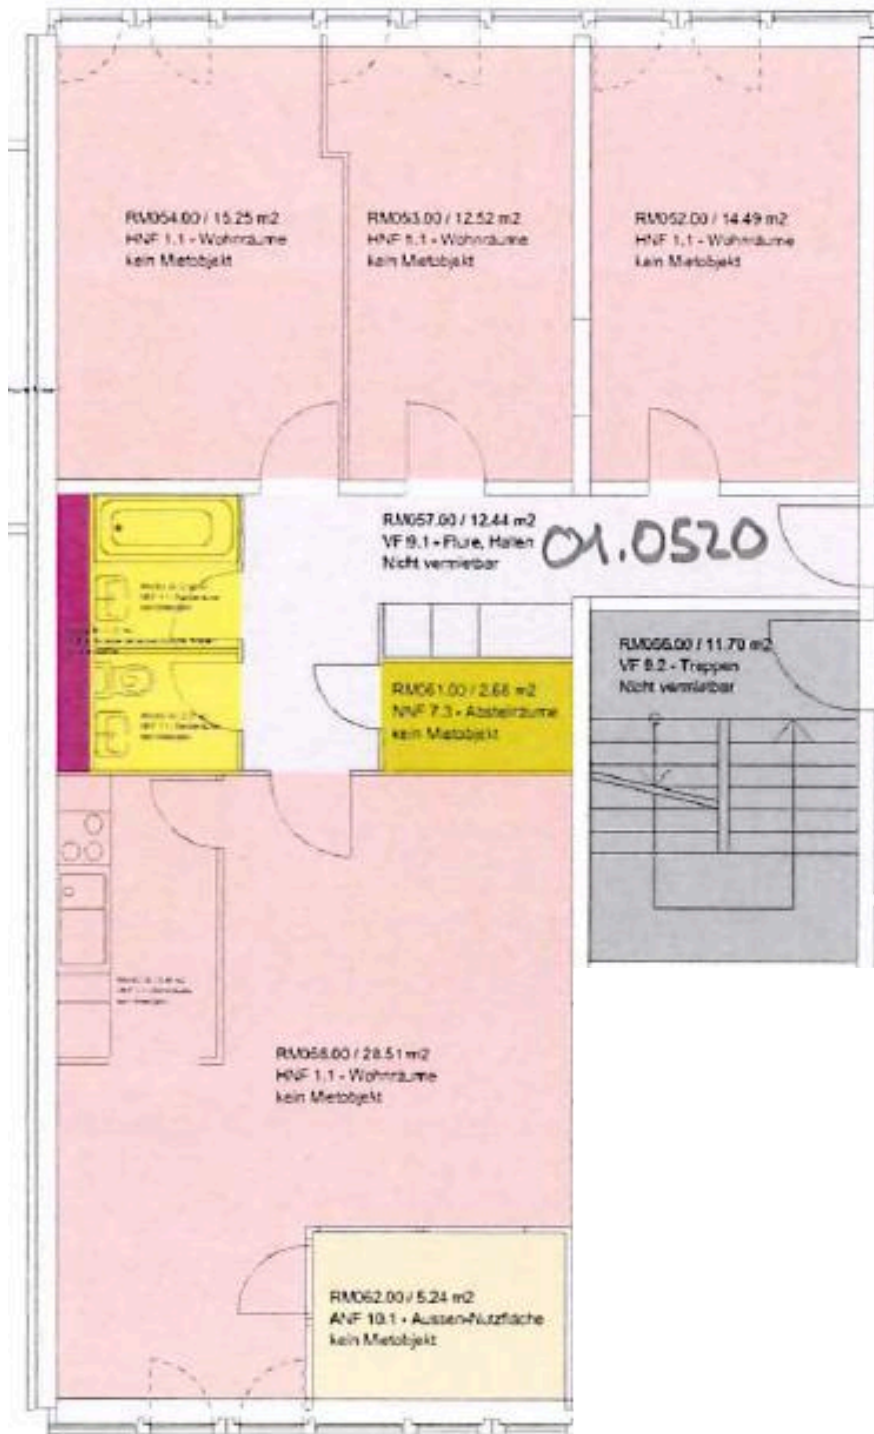 RM054.00 / 15.25 m2
HNF 1.1 - Wohnräume
kein Mietobjekt
RM053.00 / 12.52 m2
HNF 1.1 - Wohnräume
kein Mietobjekt
RM052.00 / 14.49 m2
HNF 1.1 - Wohnräume
kein Mietobjekt
RM057.00 / 12.44 m2
VF 9.1 - Flure, Hallen
Nicht vermietbar
01.0520
RM056.00 / 11.70 m2
VF 9.2 - Treppen
Nicht vermietbar
RM061.00 / 2.68 m2
NNF 7.3 - Abstellräume
kein Mietobjekt
/ 28.51 m2
HNF 1.1 - Wohnräume
kein Mietobjekt
RM062.00 / 5.24 m2
ANF 10.1 - Aussen-Nutzfläche
kein Mietobjekt